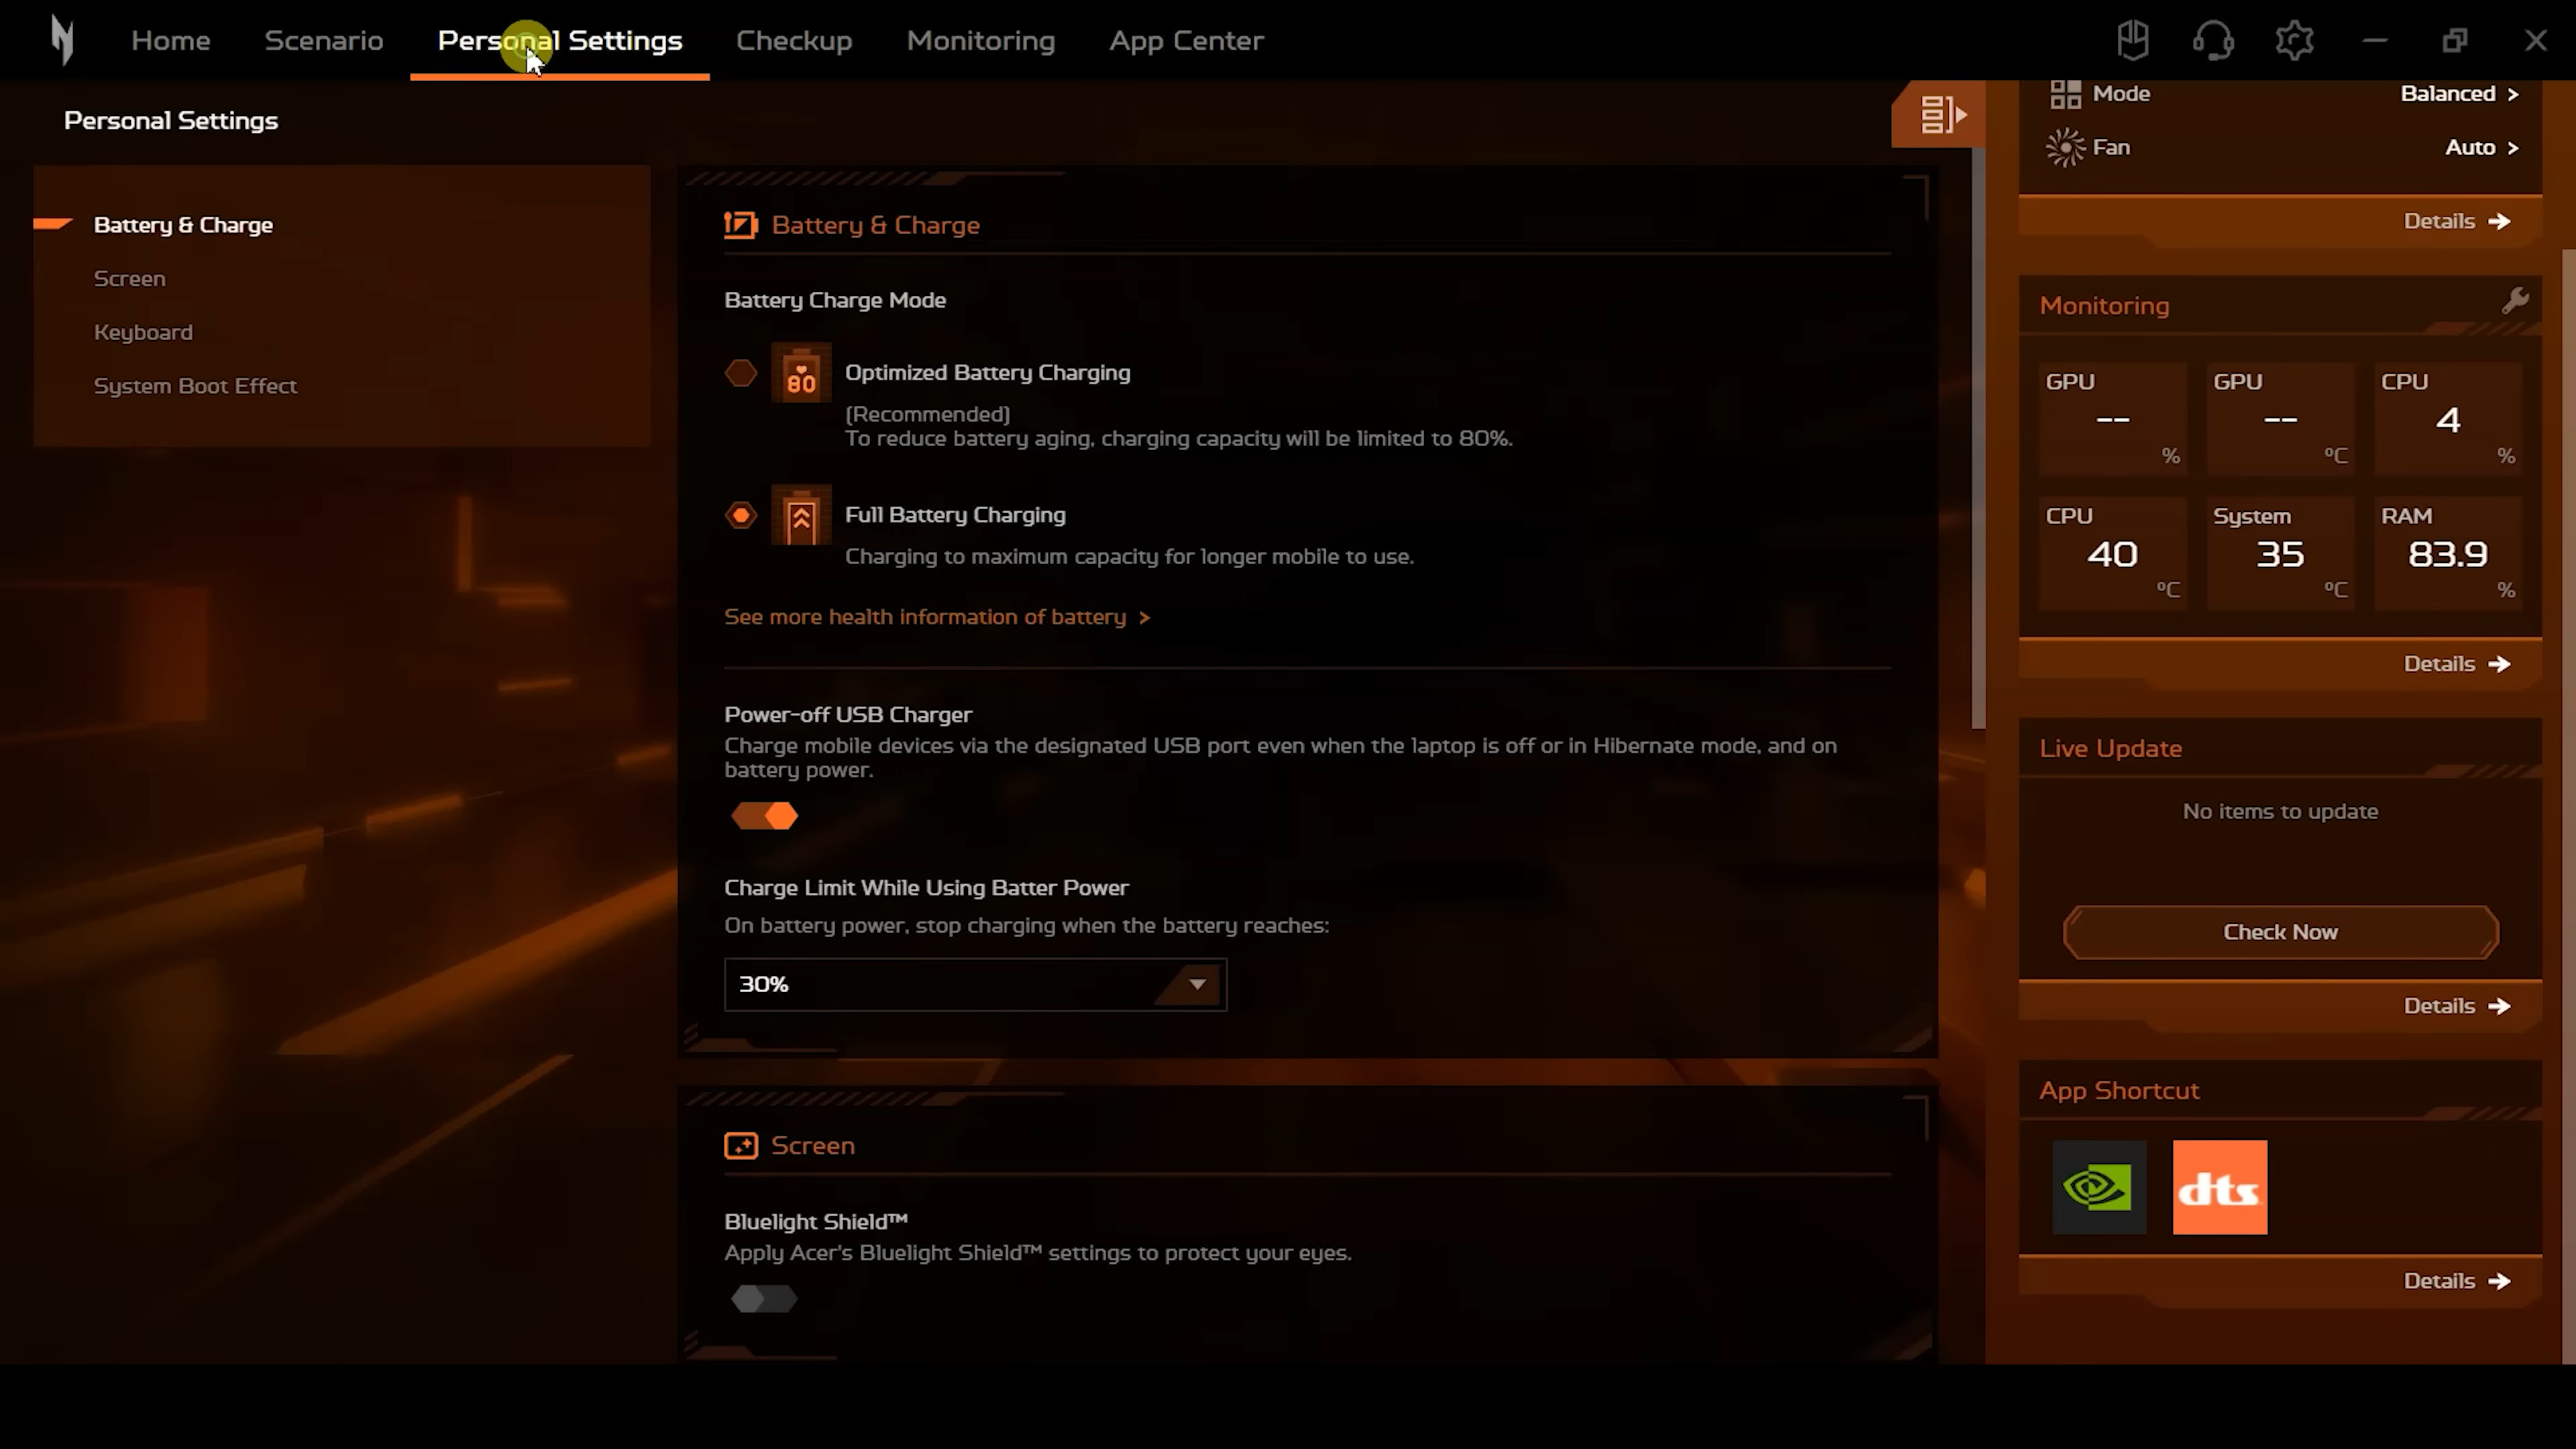 Home
Scenario
Personal Settings
Checkup
Monitoring
App Center
Personal Settings
Battery & Charge
Screen
Keyboard
System Boot Effect
Battery & Charge
Battery Charge Mode
80
Optimized Battery Charging
(Recommended)
To reduce battery aging, charging capacity will be limited to 80%.
Full Battery Charging
Charging to maximum capacity for longer mobile to use.
See more health information of battery >
Power-off USB Charger
Charge mobile devices via the designated USB port even when the laptop is off or in Hibernate mode, and on
battery power.
Charge Limit While Using Batter Power
On battery power, stop charging when the battery reaches:
30%
Screen
Bluelight Shield™
Apply Acer's Bluelight Shield™ settings to protect your eyes.
Mode
Balanced >
Fan
Auto >
Details
Monitoring
GPU
--
%
GPU
--
°C
CPU
4
%
CPU
40
°C
System
35
°C
RAM
83.9
%
Details
Live Update
No items to update
Check Now
Details
App Shortcut
dts
Details